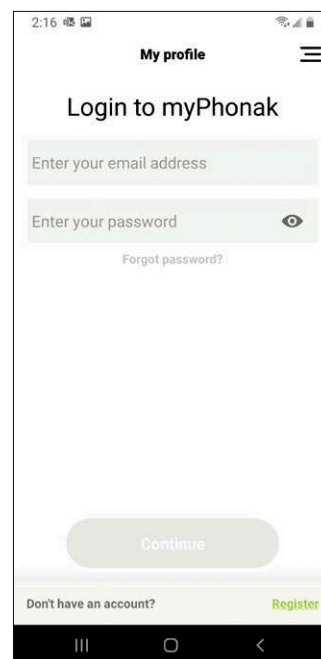 2:16
My profile
Login to myPhonak
Enter your email address
Enter your password
Forgot password?
Continue
Don't have an account?
Register